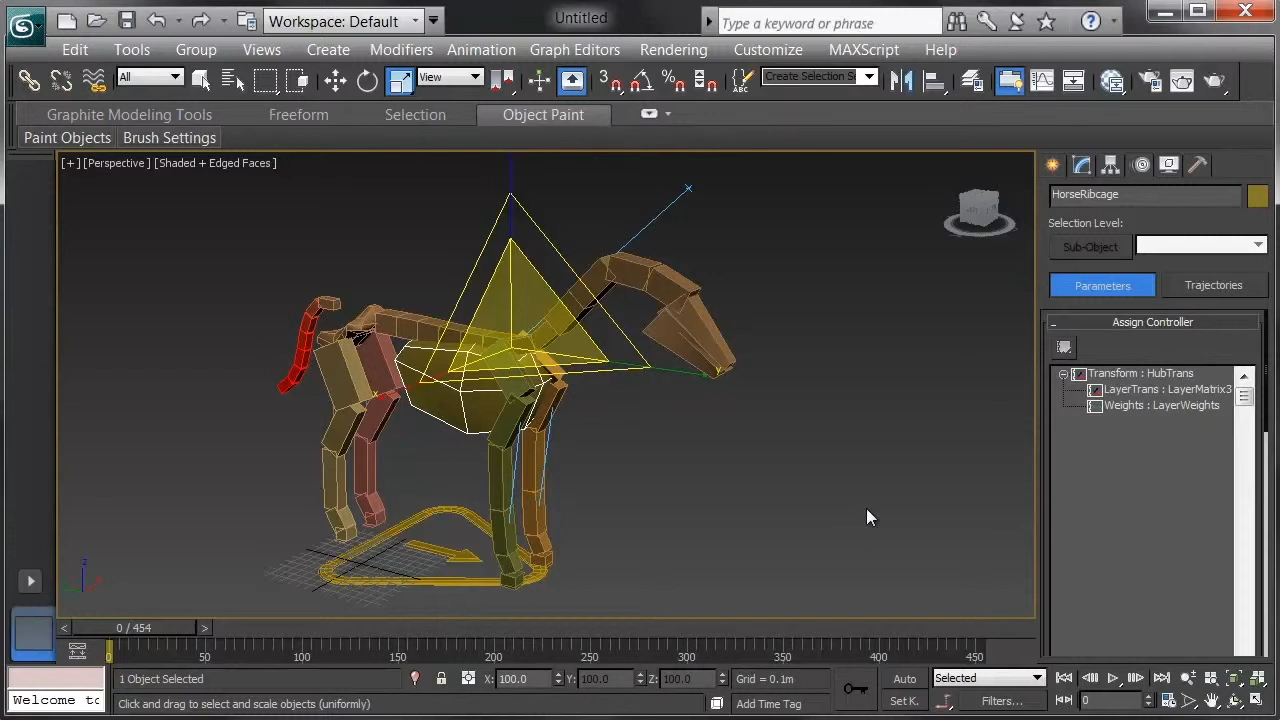 Workspace: Default
Untitled
Type a keyword or phrase
Edit Tools Group Views Create Modifiers Animation Graph Editors Rendering Customize MAXScript Help
All
View
3
%
ABC
Create Selection S
Graphite Modeling Tools Freeform Selection Object Paint
Paint Objects Brush Settings
[+][Perspective][Shaded + Edged Faces]
HorseRibcage
Selection Level:
Sub-Object
Parameters Trajectories
- Assign Controller
Transform : HubTrans
LayerTrans : LayerMatrix3
Weights : LayerWeights
z
< 0 / 454 >
0 50 100 150 200 250 300 350 400 450
1 Object Selected X: 100.0 Y: 100.0 Z: 100.0 Grid = 0.1m Auto Selected
Welcome to Click and drag to select and scale objects (uniformly) Add Time Tag Set K. Filters... 0